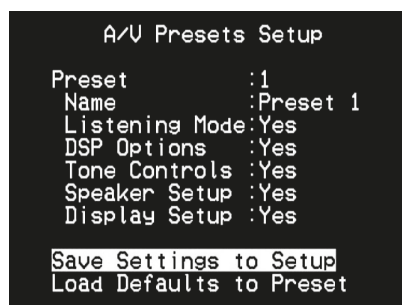 A/V Presets Setup
Preset :1
Name :Preset 1
Listening Mode:Yes
DSP Options :Yes
Tone Controls :Yes
Speaker Setup :Yes
Display Setup :Yes
Save Settings to Setup
Load Defaults to Preset